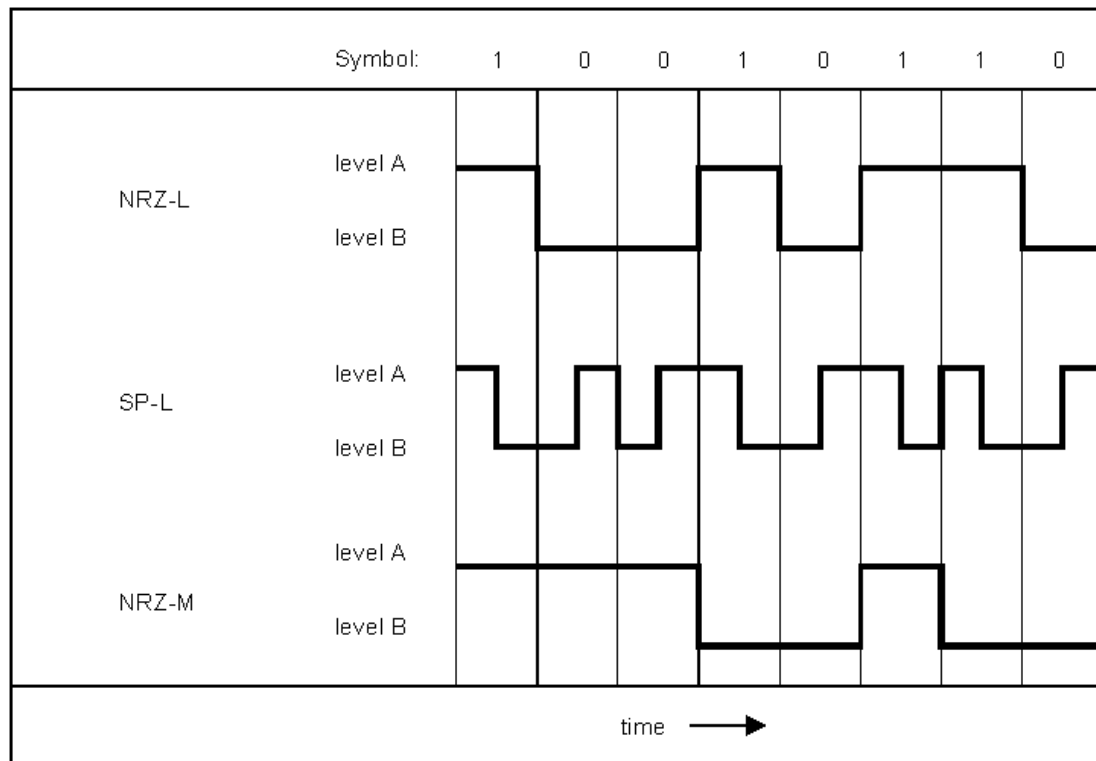 Symbol: 1 0 0 1 0 1 1 0
level A
NRZ-L
level B
level A
SP-L
level B
level A
NRZ-M
level B
time